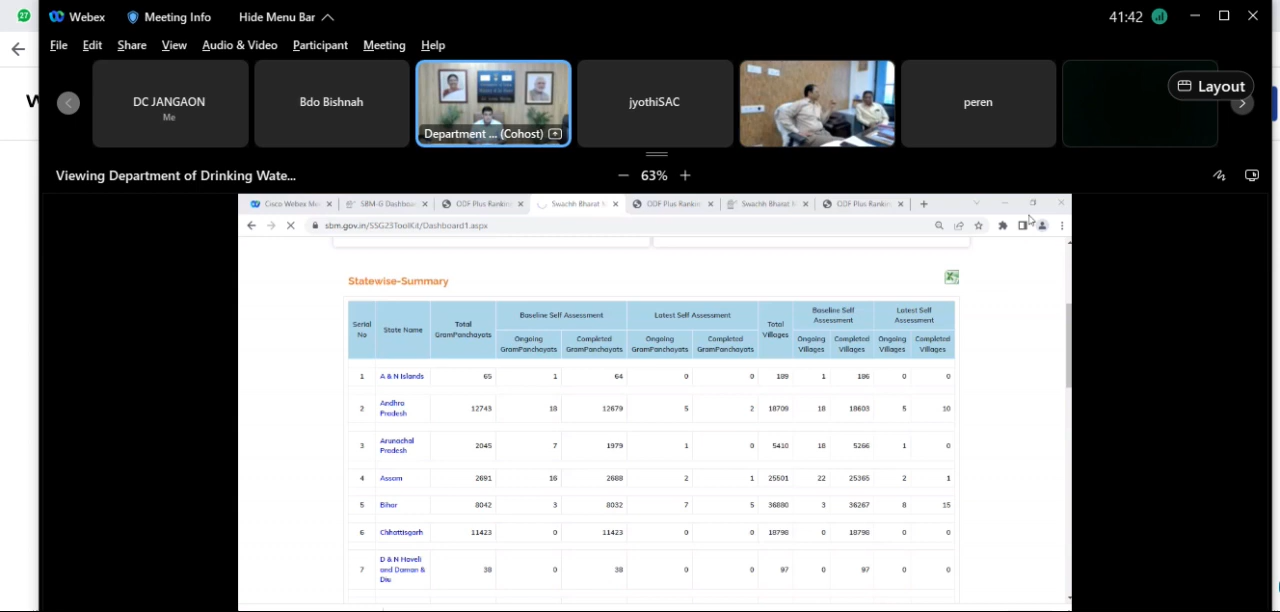 27
Webex
Meeting Info
Hide Menu Bar
41:42
File Edit Share View Audio & Video Participant Meeting Help
DC JANGAON
Me
Bdo Bishnah
Department ... (Cohost)
jyothiSAC
peren
Layout
Viewing Department of Drinking Wate...
63%
Cisco Webex Me
SBM-G Dashboa
ODF Plus Rankin
Swachh Bharat M
ODF Plus Rankin
Swachh Bharat M
ODF Plus Rankin
sbm.gov.in/SSG23ToolKit/Dashboard1.aspx
Statewise-Summary
Serial No
State Name
Total GramPanchayats
Baseline Self Assessment
Latest Self Assessment
Total Villages
Baseline Self Assessment
Latest Self Assessment
Ongoing GramPanchayats
Completed GramPanchayats
Ongoing GramPanchayats
Completed GramPanchayats
Ongoing Villages
Completed Villages
Ongoing Villages
Completed Villages
1 A & N Islands 65 1 64 0 0 189 1 186 0 0
2 Andhra Pradesh 12743 18 12679 5 2 18709 18 18603 5 10
3 Arunachal Pradesh 2045 7 1979 1 0 5410 18 5266 1 0
4 Assam 2691 16 2688 2 1 25501 22 25365 2 1
5 Bihar 8042 3 8032 7 5 36880 3 36267 8 15
6 Chhattisgarh 11423 0 11423 0 0 18798 0 18798 0 0
7 D & N Haveli and Daman & Diu 38 0 38 0 0 97 0 97 0 0